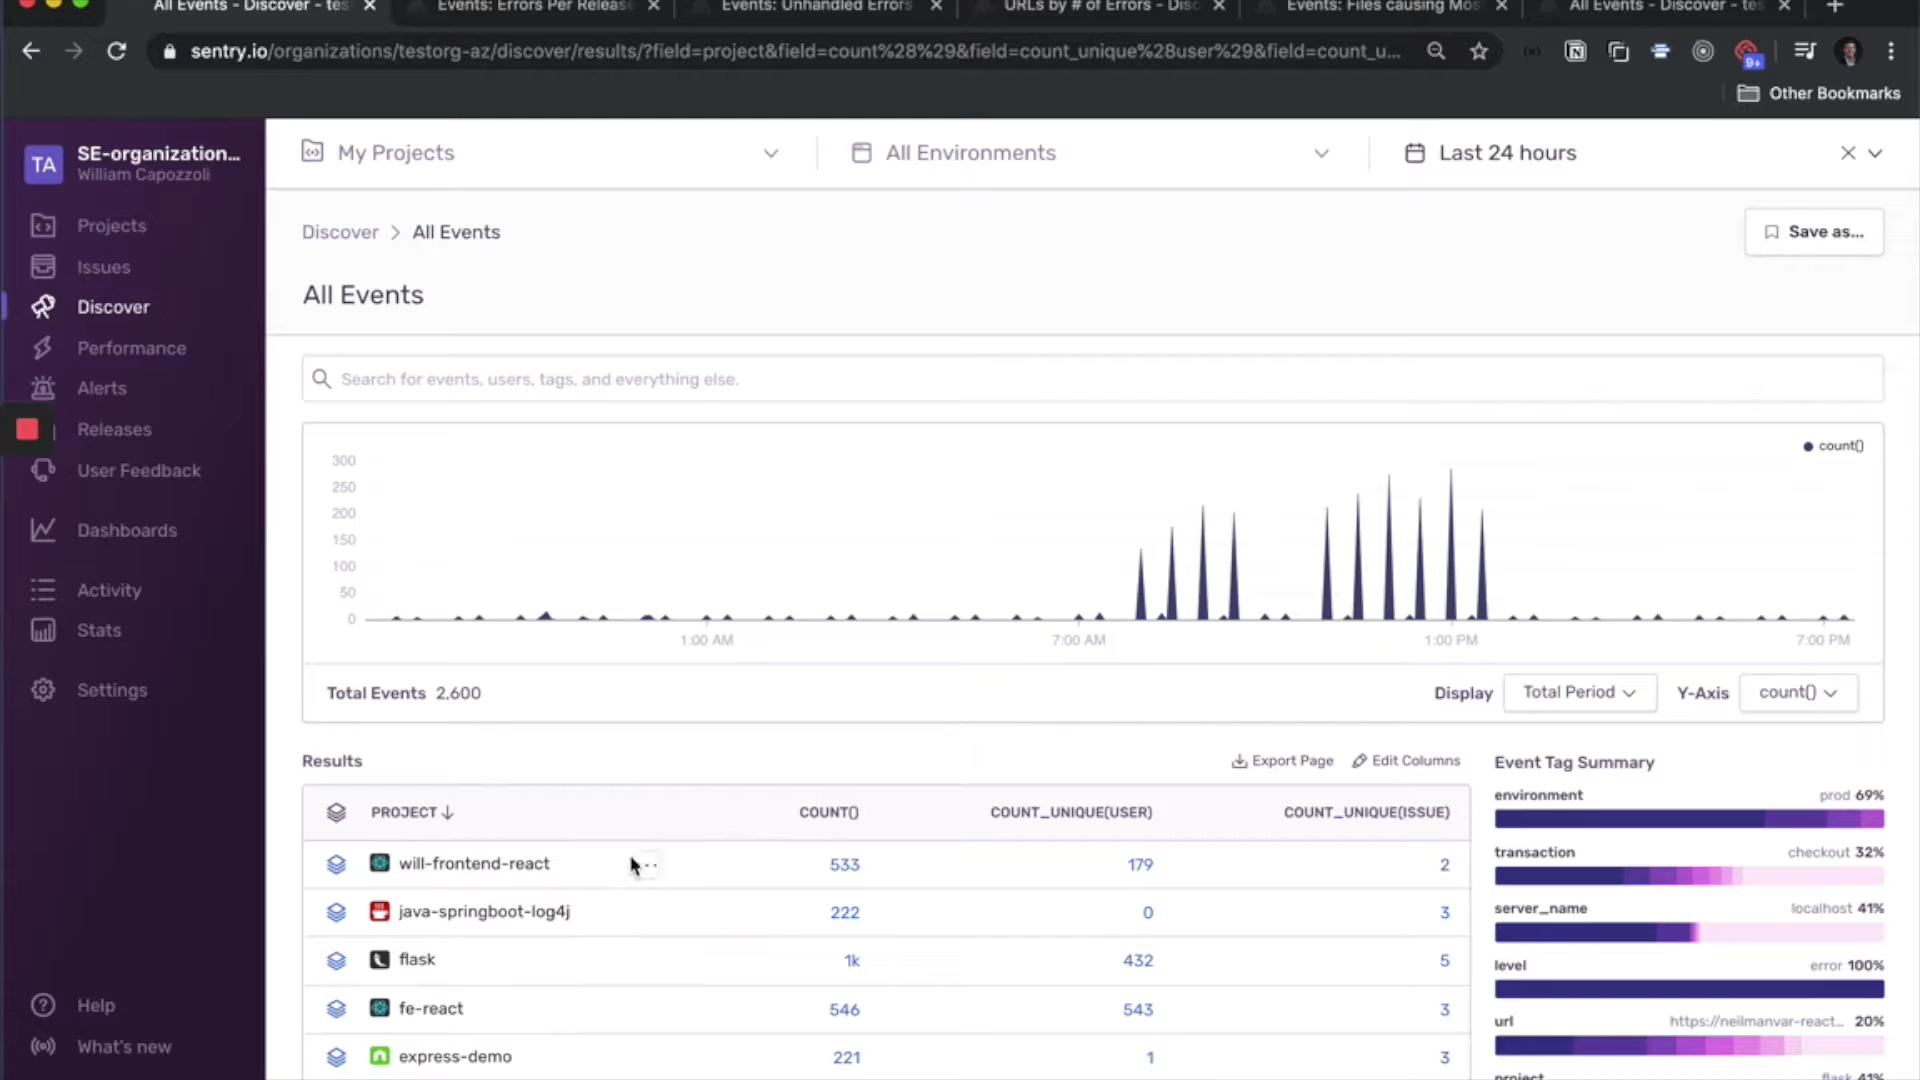 All Events - Discover - tes
Events: Errors Per Release
Events: Unhandled Errors
URLs by # of Errors - Disc
Events: Files causing Mos
All Events - Discover - tes
sentry.io/organizations/testorg-az/discover/results/?field=project&field=count%28%29&field=count_unique%28user%29&field=count_u...
9+
Other Bookmarks
TA
SE-organization...
William Capozzoli
Projects
Issues
Discover
Performance
Alerts
Releases
User Feedback
Dashboards
Activity
Stats
Settings
Help
What's new
My Projects
All Environments
Last 24 hours
Discover > All Events
Save as...
All Events
Search for events, users, tags, and everything else.
count()
300
250
200
150
100
50
0
1:00 AM
7:00 AM
1:00 PM
7:00 PM
Total Events 2,600
Display Total Period
Y-Axis count()
Results
Export Page
Edit Columns
PROJECT COUNT() COUNT_UNIQUE(USER) COUNT_UNIQUE(ISSUE)
will-frontend-react 533 179 2
java-springboot-log4j 222 0 3
flask 1k 432 5
fe-react 546 543 3
express-demo 221 1 3
Event Tag Summary
environment prod 69%
transaction checkout 32%
server_name localhost 41%
level error 100%
url https://neilmanvar-react... 20%
project flask 41%